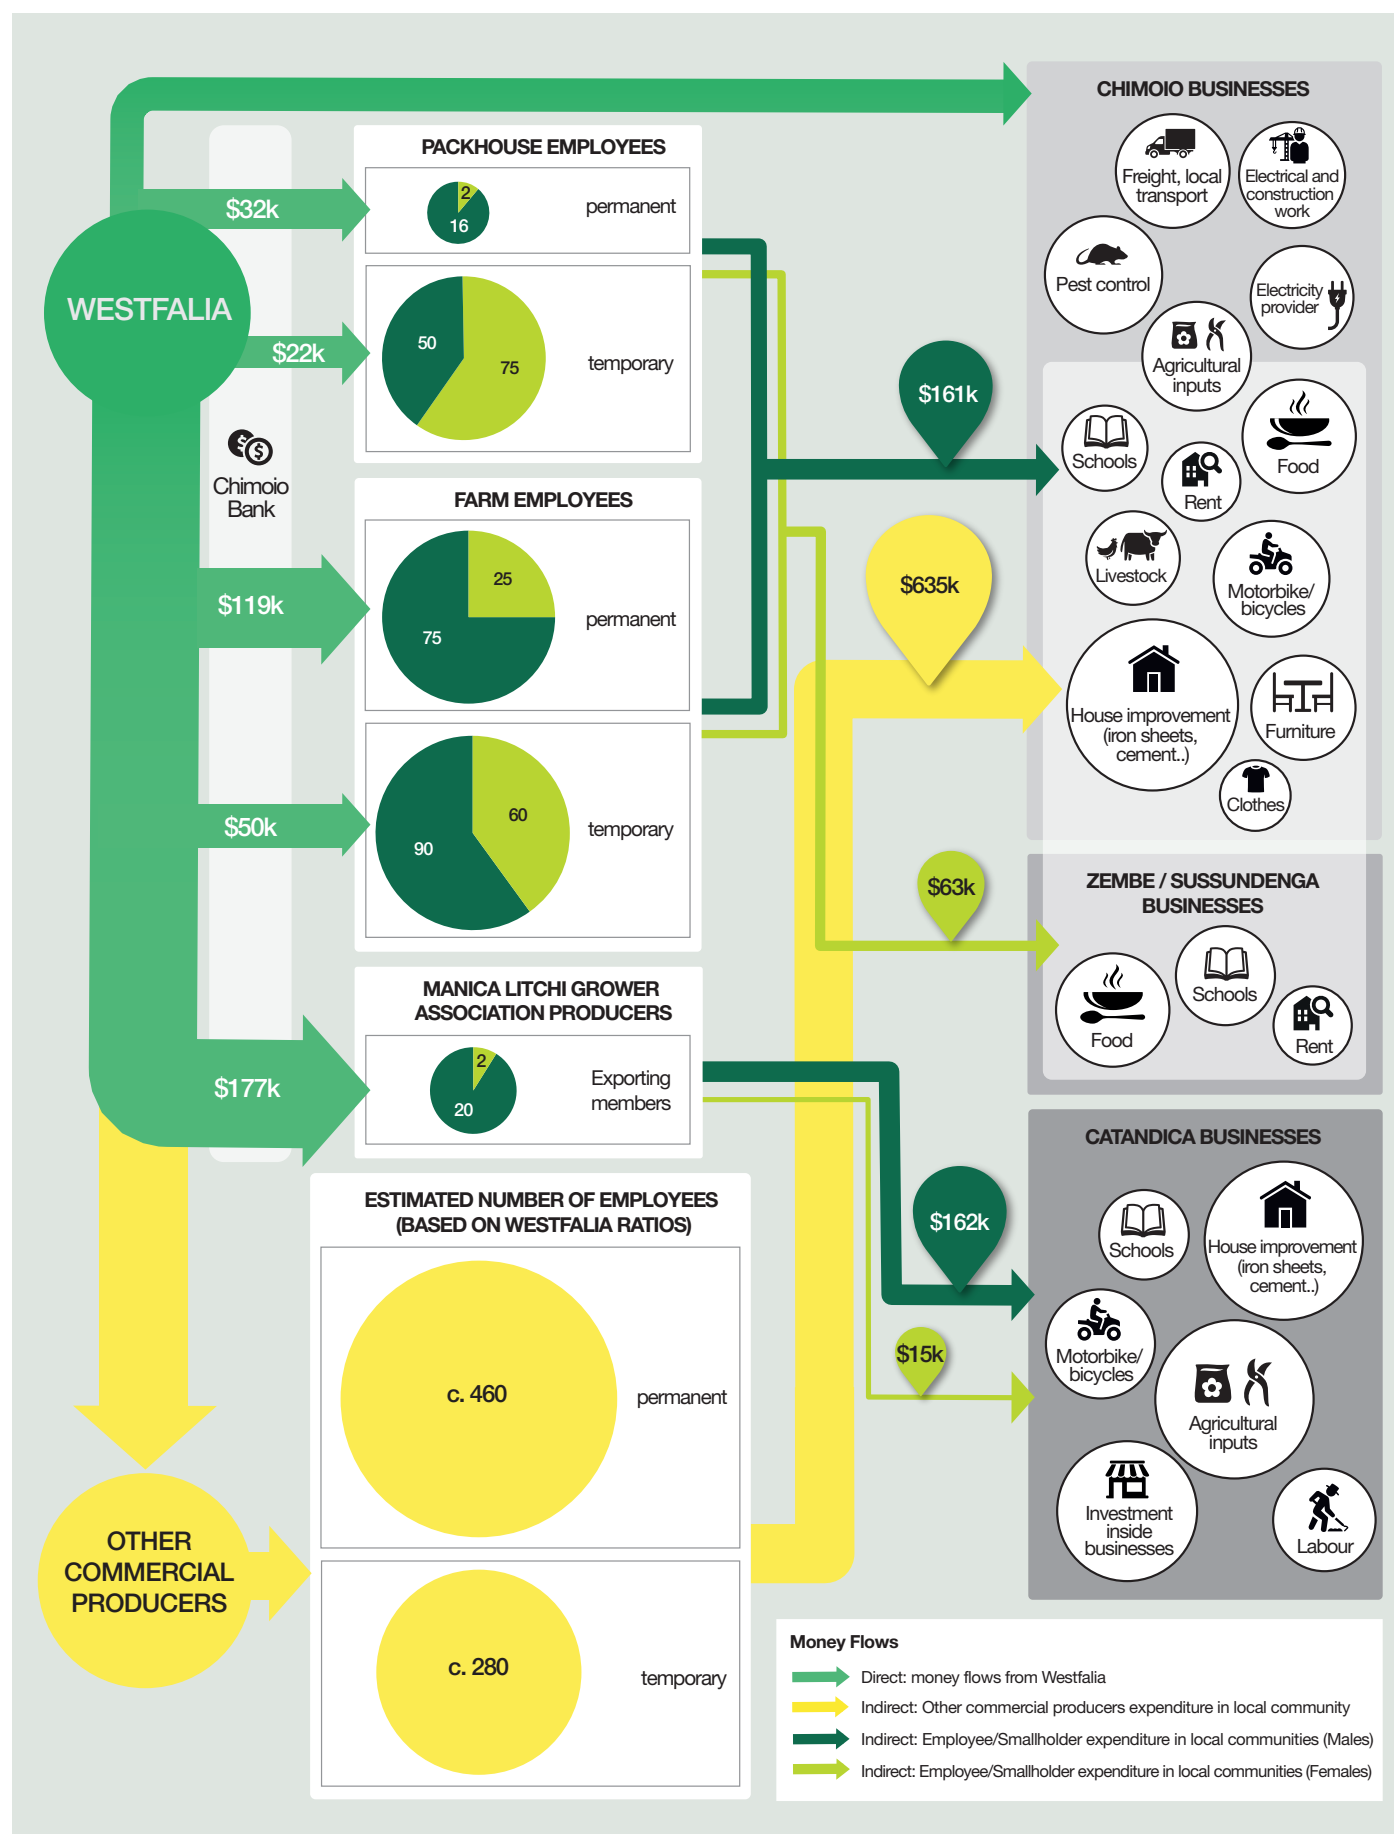 WESTFALIA
$32k
$22k
Chimoio
Bank
$119k
$50k
$177k
PACKHOUSE EMPLOYEES
2
16
permanent
50
75
temporary
FARM EMPLOYEES
25
75
permanent
60
90
temporary
MANICA LITCHI GROWER
ASSOCIATION PRODUCERS
2
20
Exporting
members
ESTIMATED NUMBER OF EMPLOYEES
(BASED ON WESTFALIA RATIOS)
c. 460
permanent
c. 280
temporary
OTHER
COMMERCIAL
PRODUCERS
$161k
$635k
$63k
$162k
$15k
CHIMOIO BUSINESSES
Freight, local
transport
Electrical and
construction
work
Pest control
Electricity
provider
Agricultural
inputs
Schools
Food
Rent
Livestock
Motorbike/
bicycles
House improvement
(iron sheets,
cement..)
Furniture
Clothes
ZEMBE / SUSSUNDENGA
BUSINESSES
Food
Schools
Rent
CATANDICA BUSINESSES
Schools
House improvement
(iron sheets,
cement..)
Motorbike/
bicycles
Agricultural
inputs
Investment
inside
businesses
Labour
Money Flows
Direct: money flows from Westfalia
Indirect: Other commercial producers expenditure in local community
Indirect: Employee/Smallholder expenditure in local communities (Males)
Indirect: Employee/Smallholder expenditure in local communities (Females)